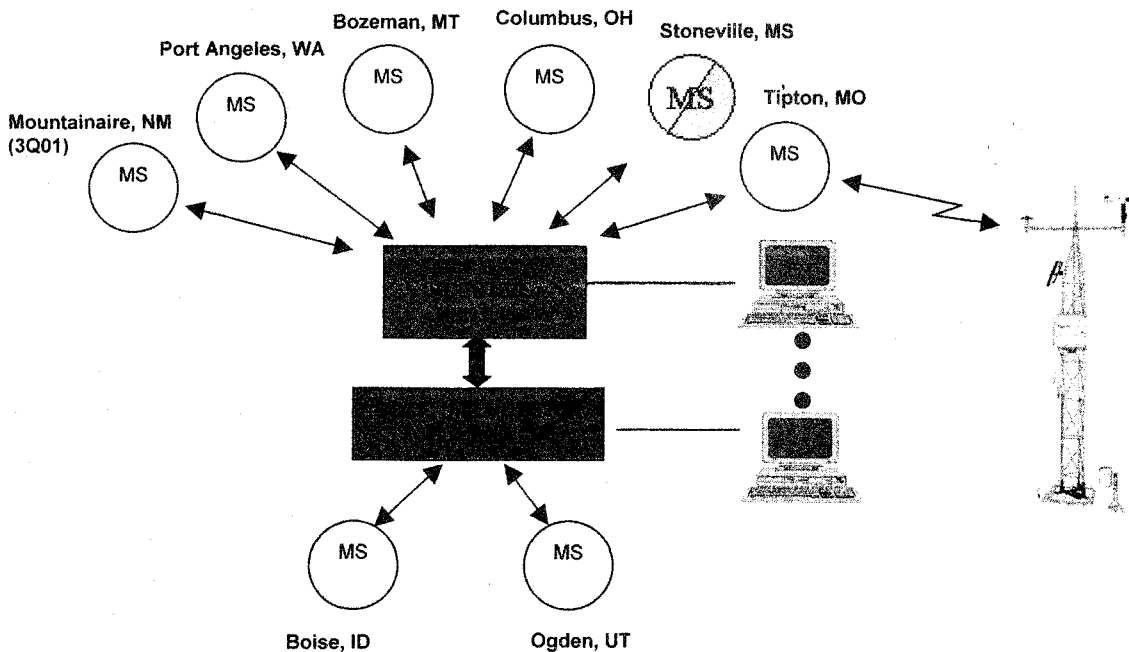 Bozeman, MT
Columbus, OH
Stoneville, MS
Port Angeles, WA
Tipton, MO
Mountainaire, NM
(3Q01)
MS
MS
MS
MS
MS
MS
MS
MS
Boise, ID
Ogden, UT